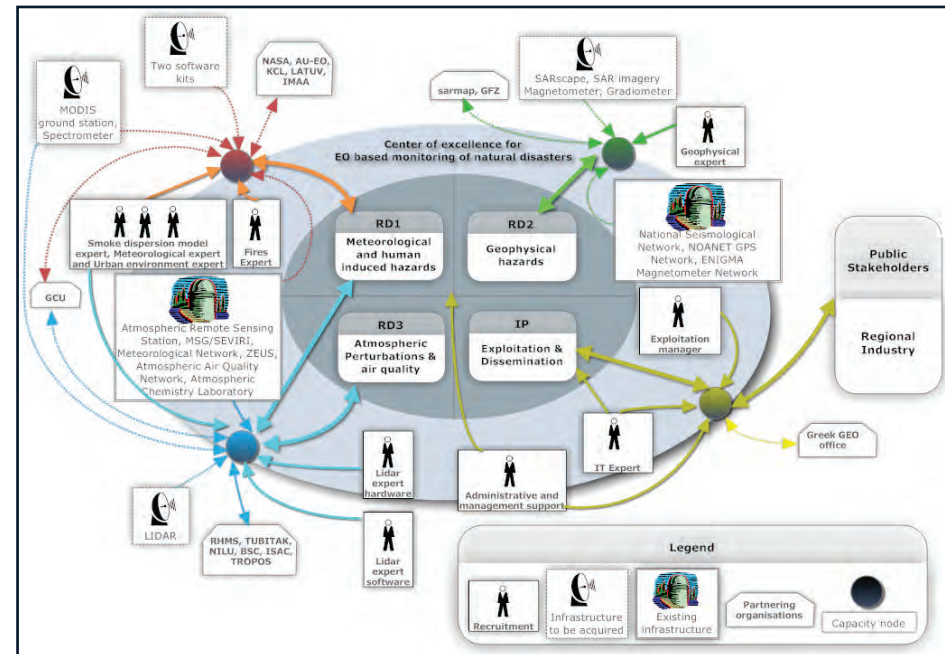 Two software
kits
NASA, AU-EO,
KCL, LATUV,
IMAA
MODIS
ground station,
Spectrometer
sarmap, GFZ
SARscape, SAR imagery
Magnetometer; Gradiometer
Geophysical
expert
Center of excellence for
EO based monitoring of natural disasters
RD1
Meteorological
and human
induced hazards
RD2
Geophysical
hazards
National Seismological
Network, NOANET GPS
Network, ENIGMA
Magnetometer Network
Smoke dispersion model
expert, Meteorological expert
and Urban environment expert
Fires
Expert
GCU
Atmospheric Remote Sensing
Station, MSG/SEVIRI,
Meteorological Network, ZEUS,
Atmospheric Air Quality
Network, Atmospheric
Chemistry Laboratory
RD3
Atmospheric
Perturbations &
air quality
IP
Exploitation &
Dissemination
Exploitation
manager
Public
Stakeholders
Regional
Industry
Greek GEO
office
IT Expert
Administrative and
management support
Lidar
expert
hardware
Lidar
expert
software
LIDAR
RHMS, TUBITAK,
NILU, BSC, ISAC,
TROPOS
Legend
Recruitment
Infrastructure
to be acquired
Existing
infrastructure
Partnering
organisations
Capacity node